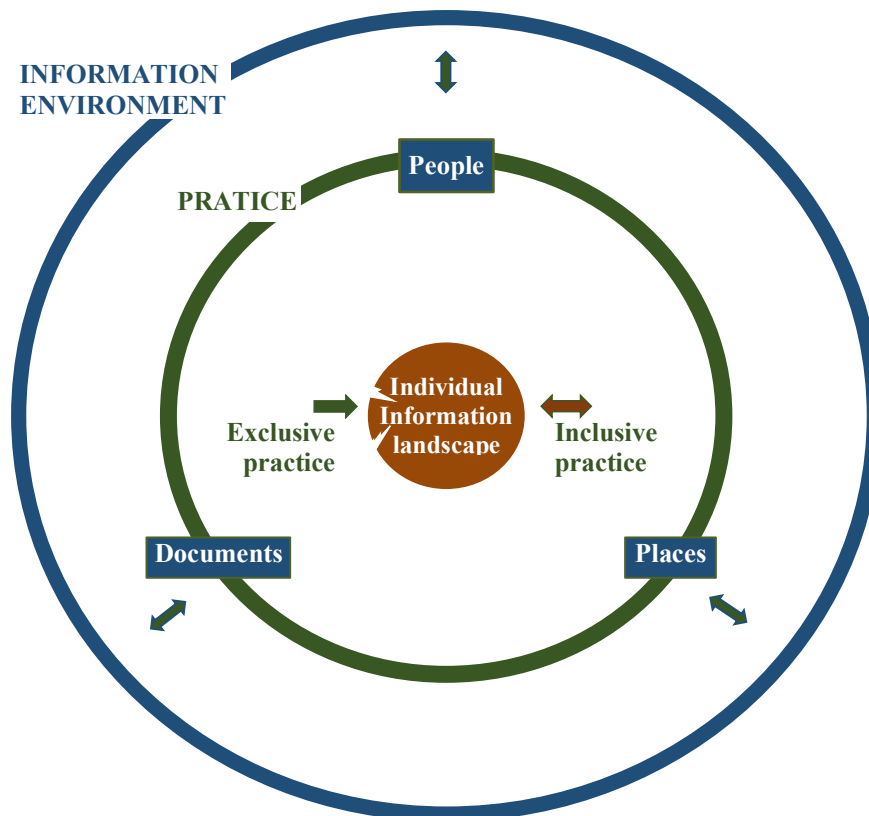 INFORMATION
ENVIRONMENT
People
PRATICE
Individual
Information
landscape
Exclusive
practice
Inclusive
practice
Documents
Places